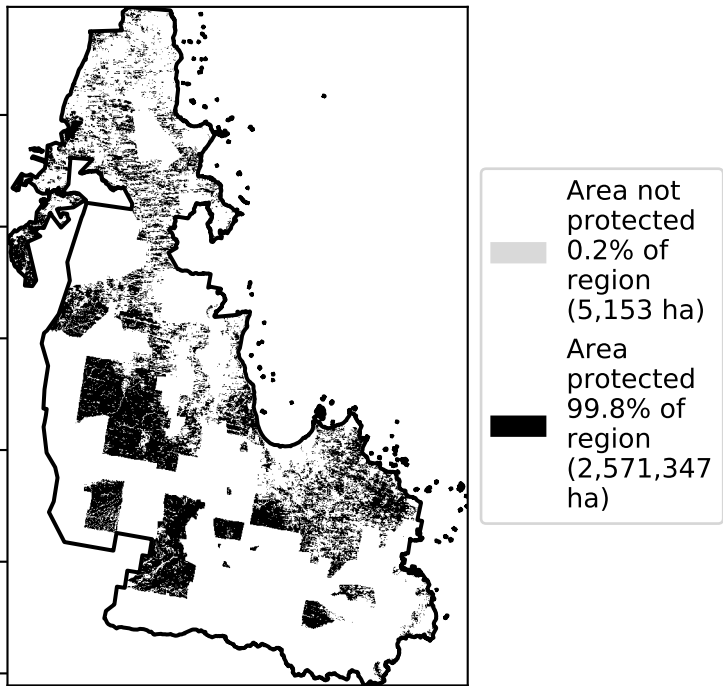 Area not
protected
0.2% of
region
(5,153 ha)
Area
protected
99.8% of
region
(2,571,347
ha)